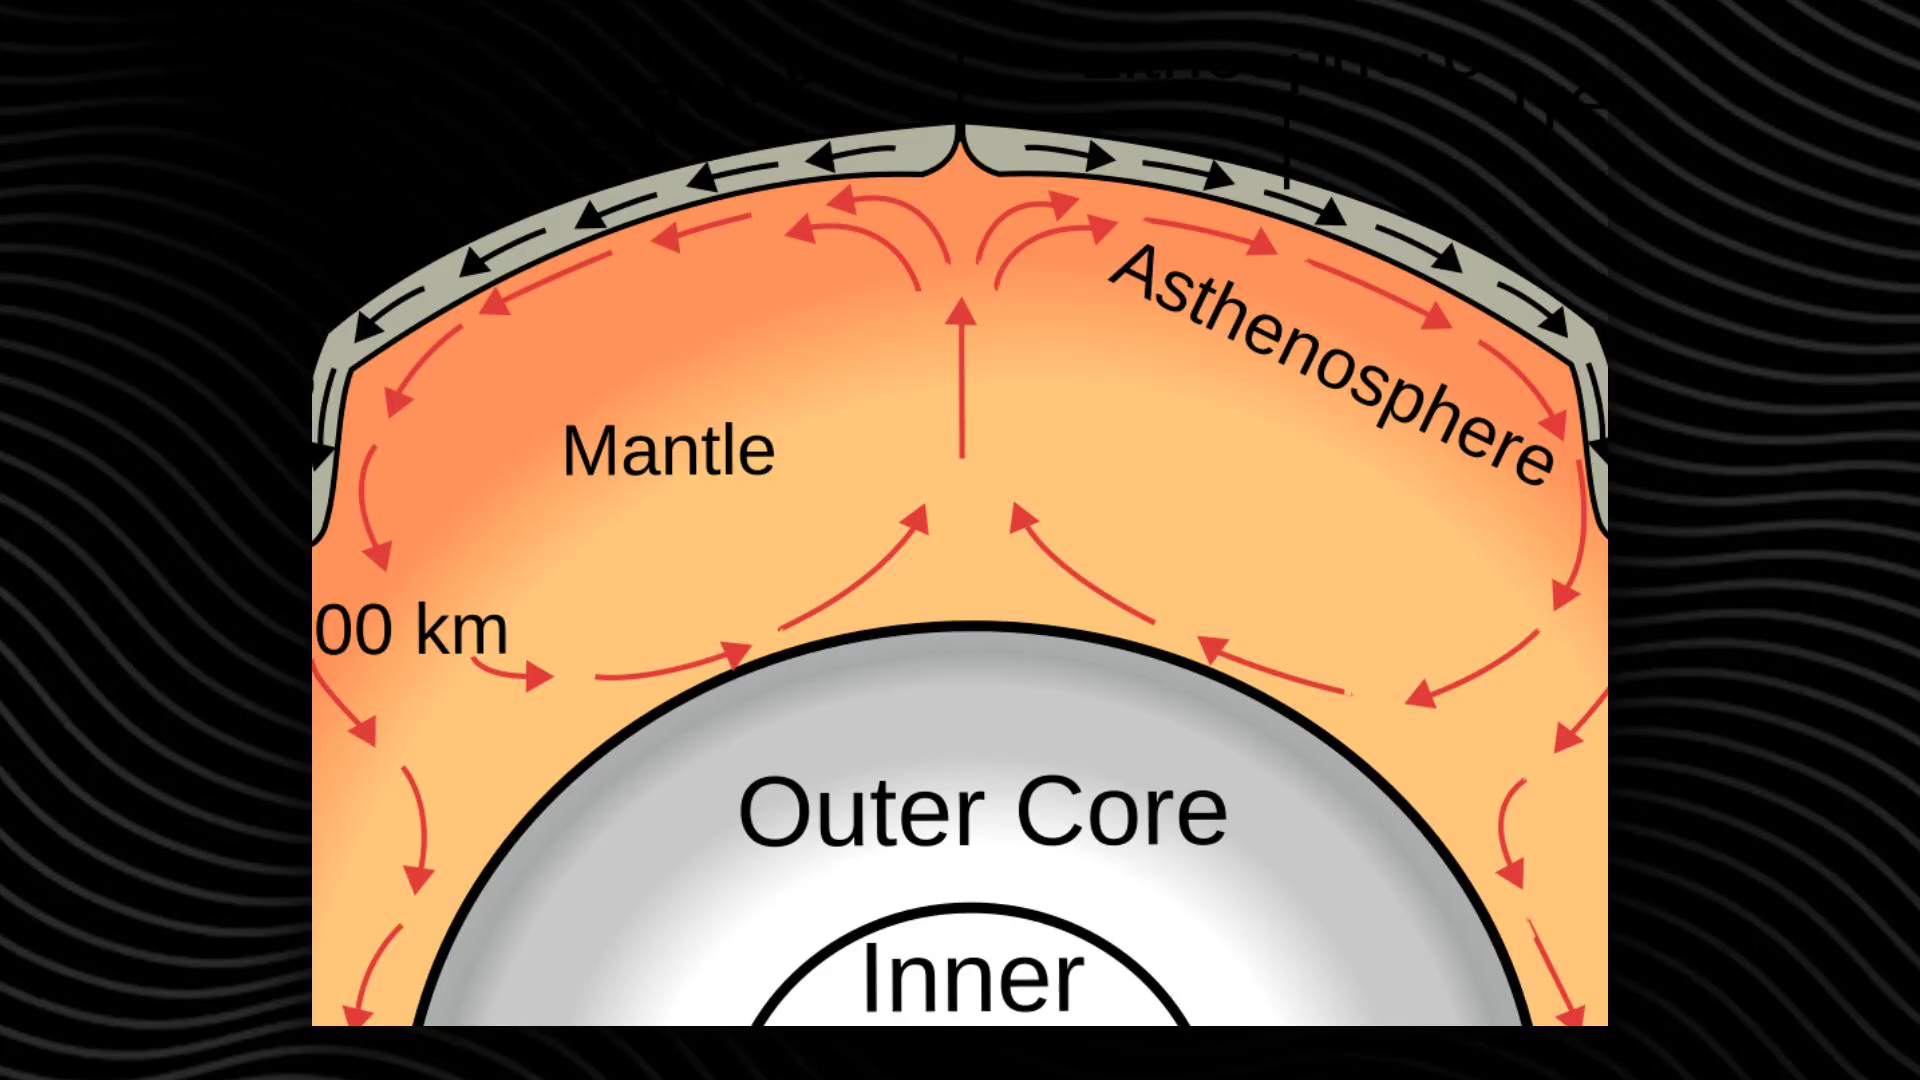 Asthenosphere
Mantle
00 km
Outer Core
Inner